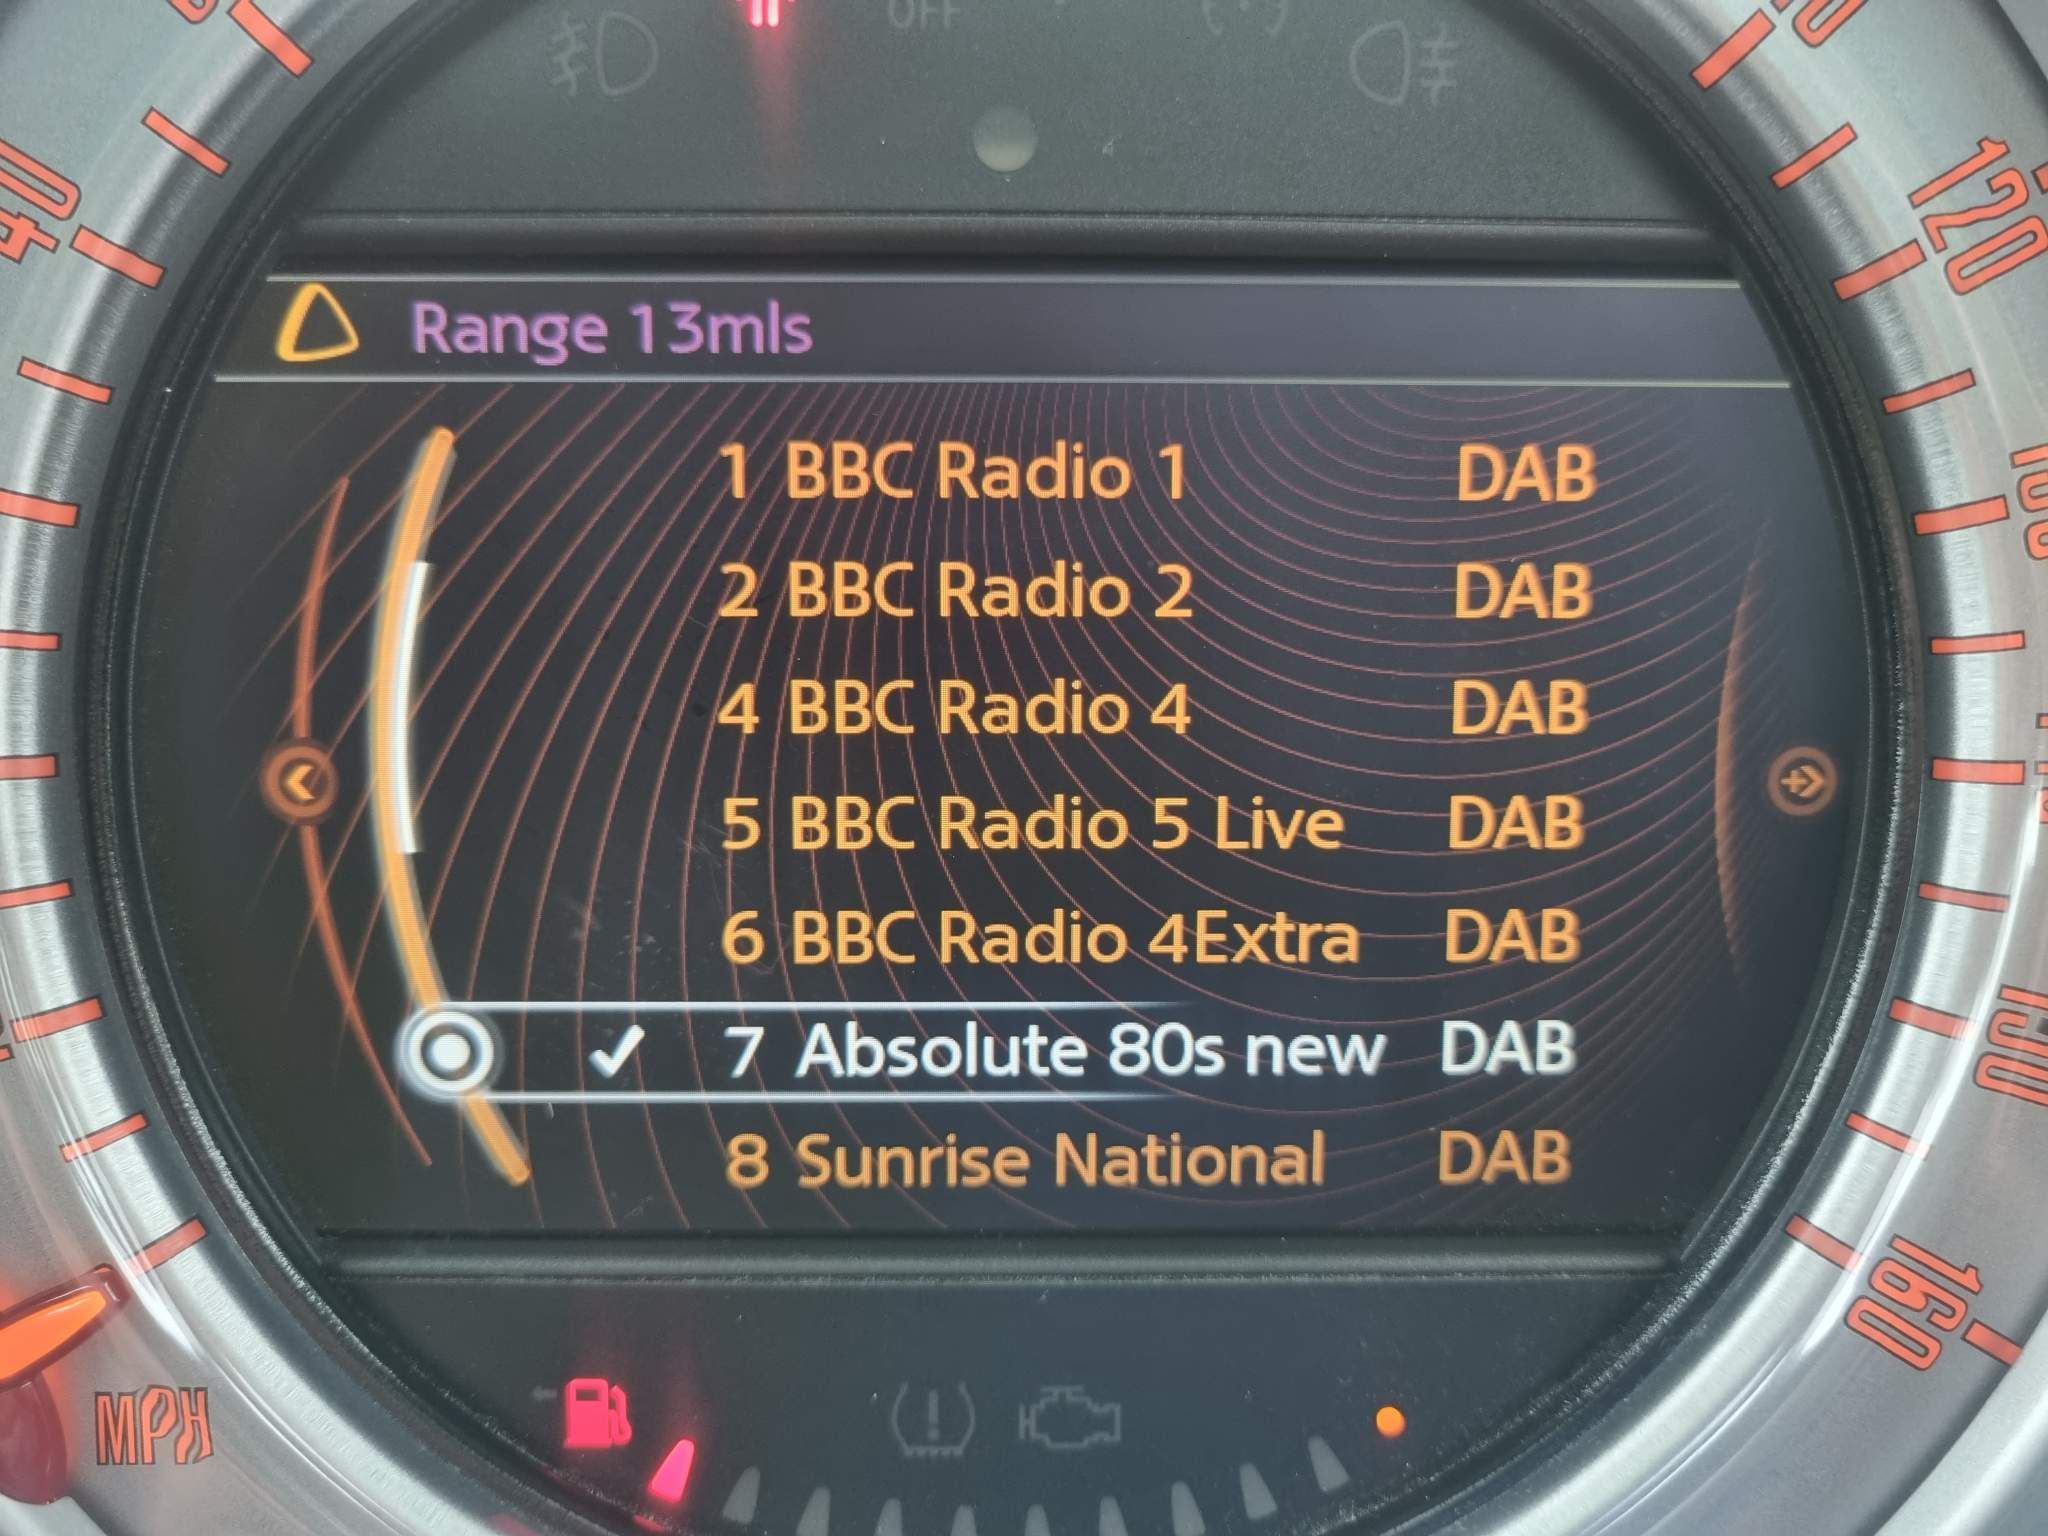 OFF
Range 13mls
1 BBC Radio 1 DAB
2 BBC Radio 2 DAB
4 BBC Radio 4 DAB
5 BBC Radio 5 Live DAB
6 BBC Radio 4Extra DAB
7 Absolute 80s new DAB
8 Sunrise National DAB
40
120
160
MPH